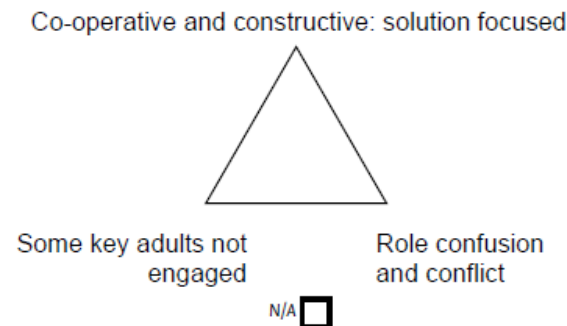 Co-operative and constructive: solution focused
Some key adults not
engaged
Role confusion
and conflict
N/A